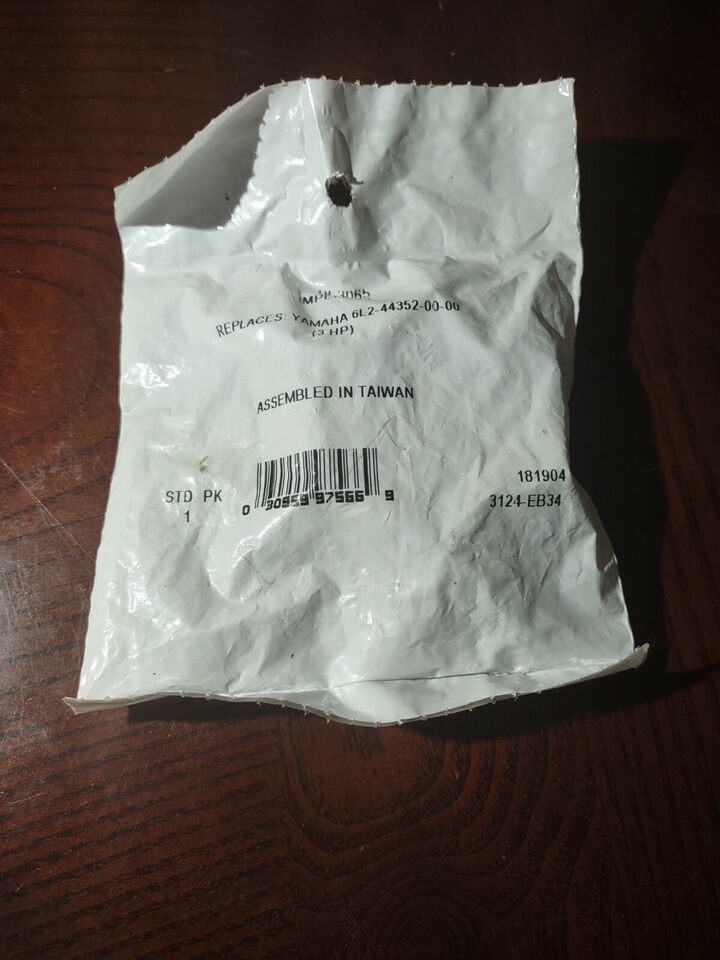 3065
REPLACES: YAMAHA 6L2-44352-00-00
(3 HP)
ASSEMBLED IN TAIWAN
STD. PK
1
0 30999 97566 9
181904
3124-EB34